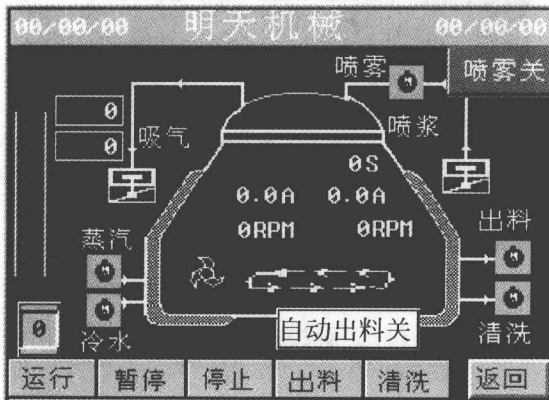 00/00/00 明天机械 00/00/00
喷雾 喷雾关
0
0
吸气 喷浆
0S
0.0A 0.0A
0RPM 0RPM
蒸汽 出料
冷水 清洗
0
自动出料关
运行 暂停 停止 出料 清洗 返回